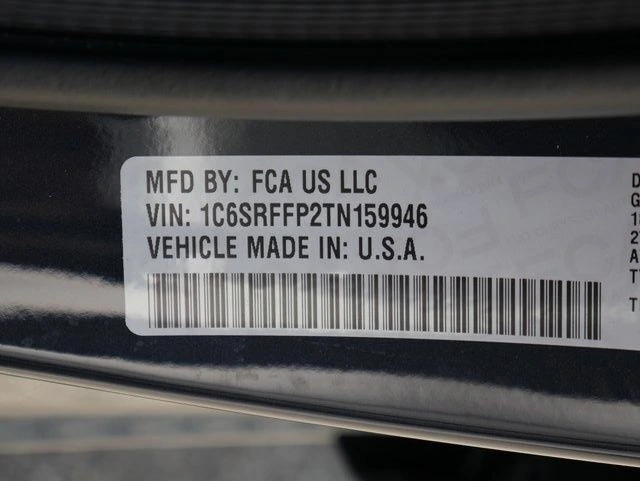 MFD BY: FCA US LLC
VIN: 1C6SRFFP2TN159946
VEHICLE MADE IN: U.S.A.